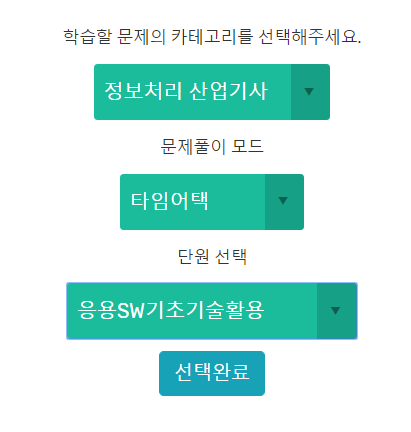 학습할 문제의 카테고리를 선택해주세요.
정보처리 산업기사
문제풀이 모드
타임어택
단원 선택
응용SW기초기술활용
선택완료